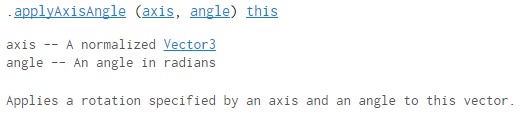 .applyAxisAngle (axis, angle) this
axis -- A normalized Vector3
angle -- An angle in radians
Applies a rotation specified by an axis and an angle to this vector.